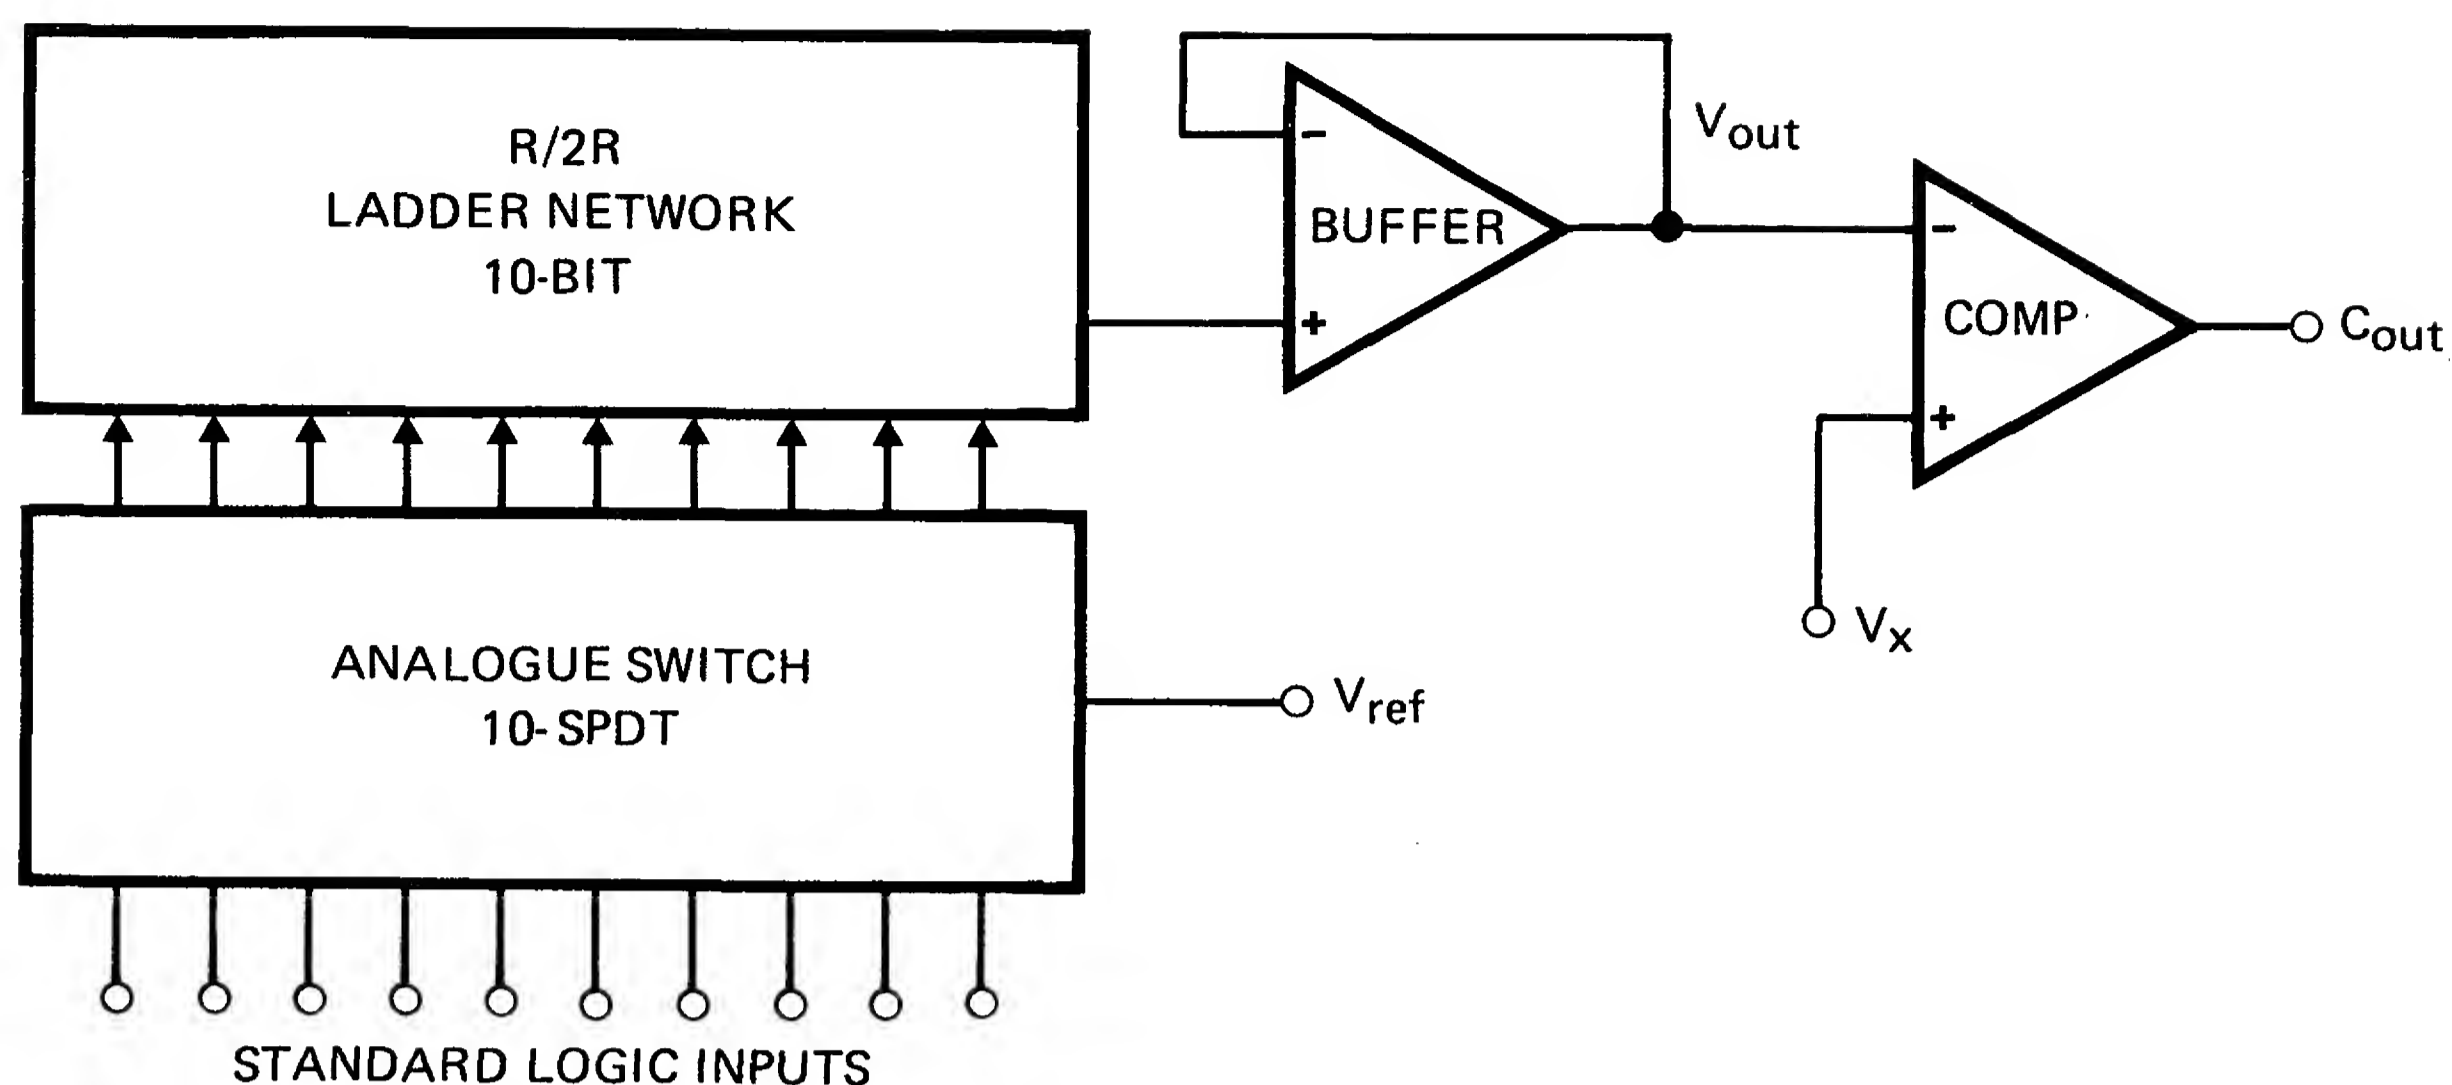 R/2R
LADDER NETWORK
10-BIT
-
BUFFER
+
Vout
-
COMP
+
Cout
Vx
ANALOGUE SWITCH
10-SPDT
Vref
STANDARD LOGIC INPUTS